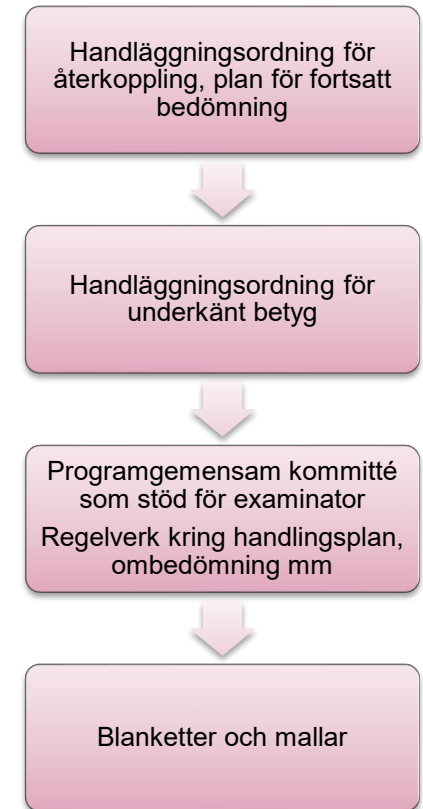 Handläggningsordning för
återkoppling, plan för fortsatt
bedömning
Handläggningsordning för
underkänt betyg
Programgemensam kommitté
som stöd för examinator
Regelverk kring handlingsplan,
ombedömning mm
Blanketter och mallar